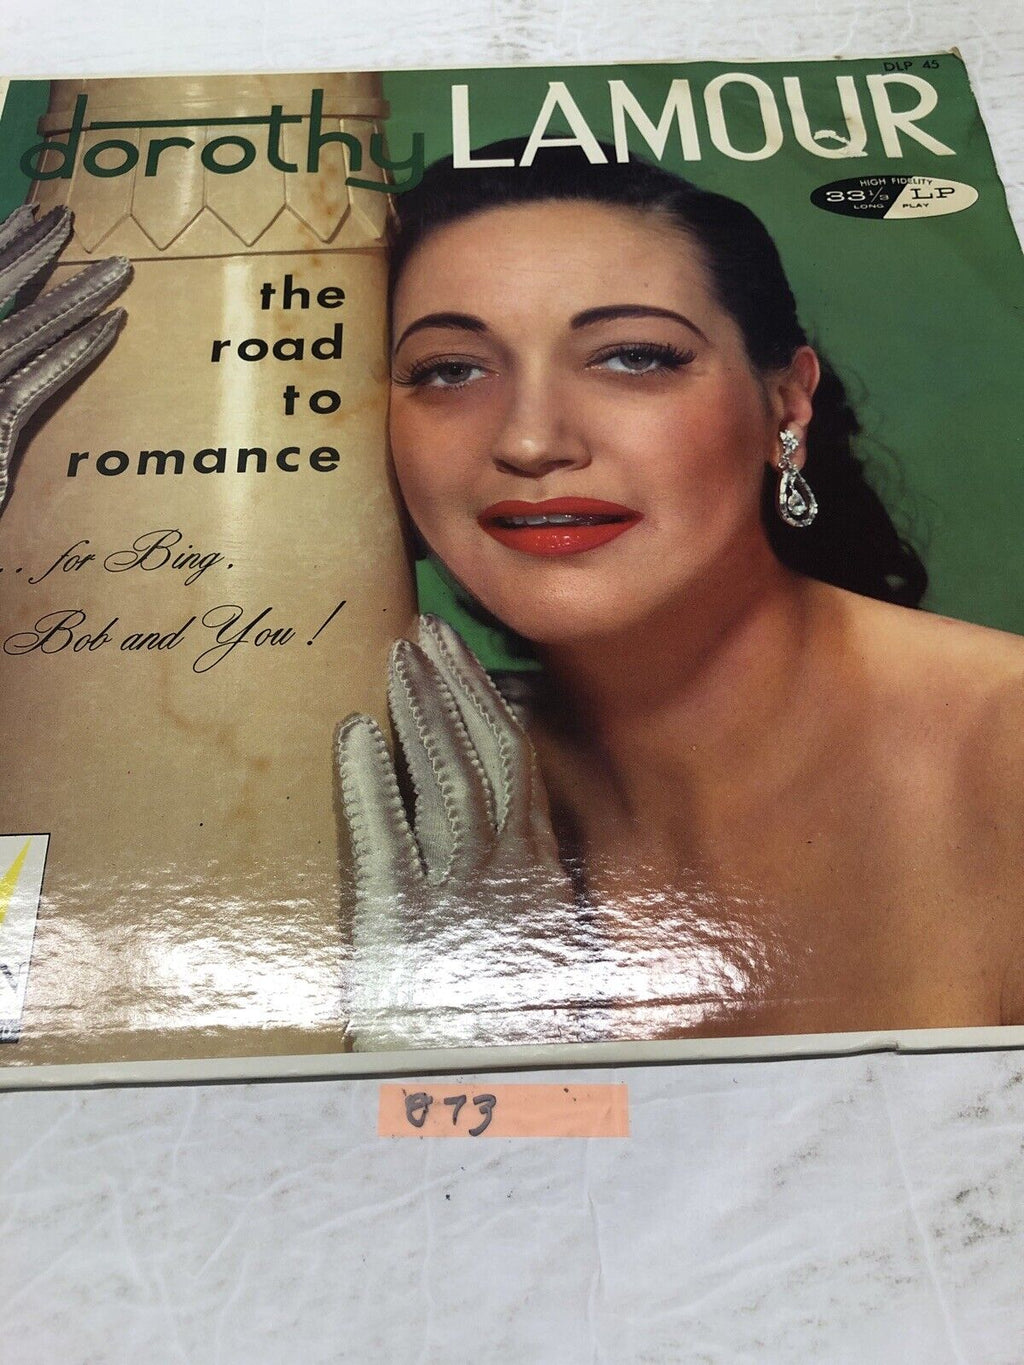 DLP 45
dorothy LAMOUR
HIGH FIDELITY
33 1/3 LP
LONG PLAY
the
road
to
romance
.. for Bing.
Bob and You!
873